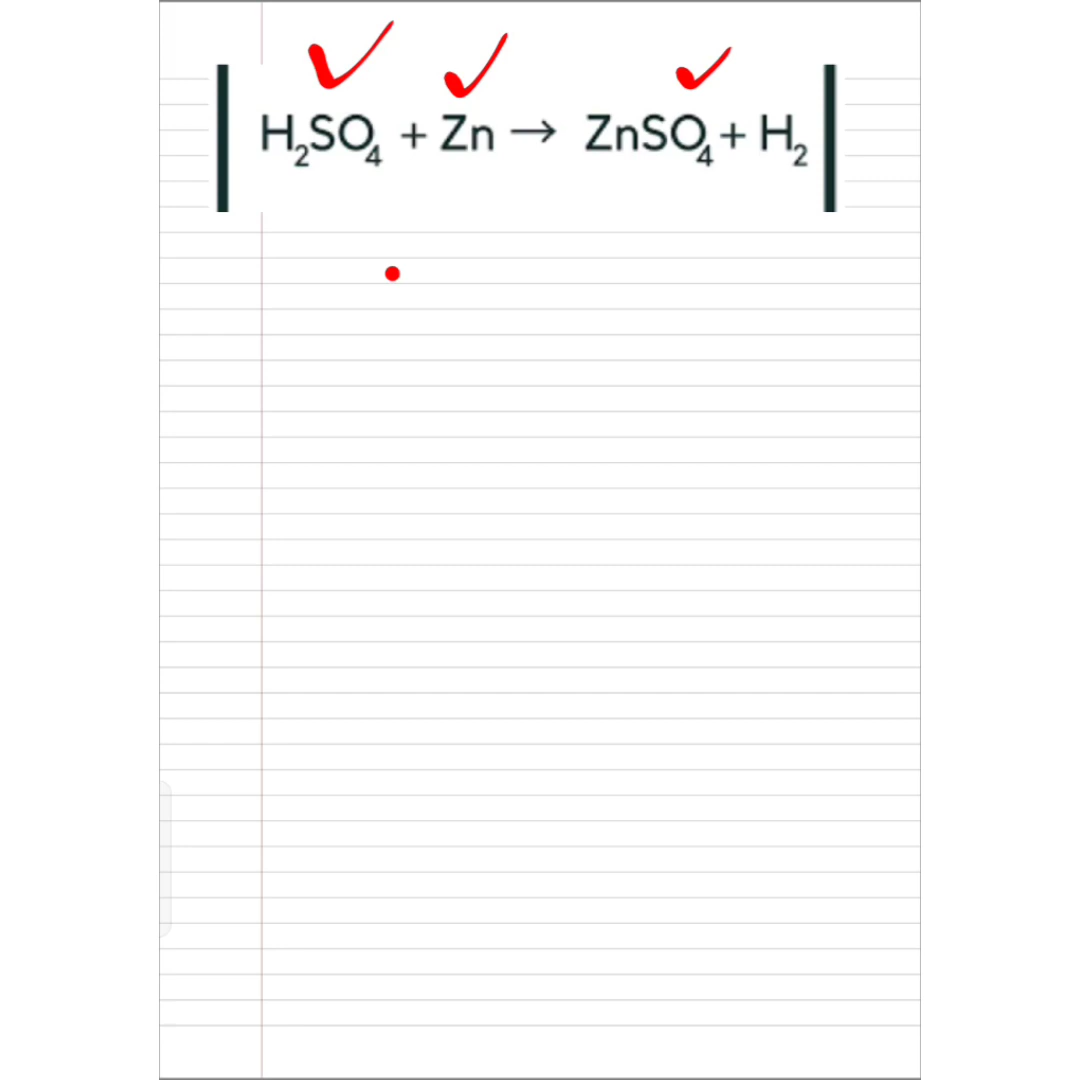 H₂SO₄ + Zn → ZnSO₄ + H₂